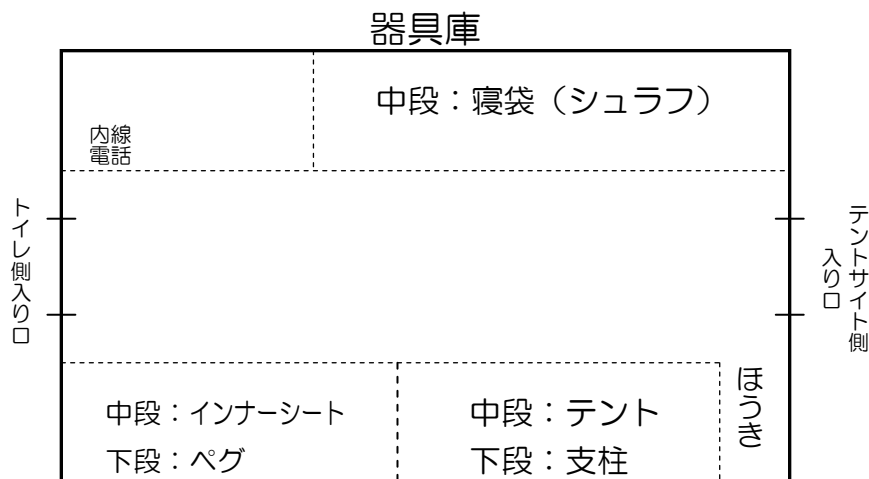 器具庫
中段：寝袋（シュラフ）
内線
電話
トイレ側入り口
テントサイト側
入り口
中段：インナーシート
下段：ペグ
中段：テント
下段：支柱
ほうき